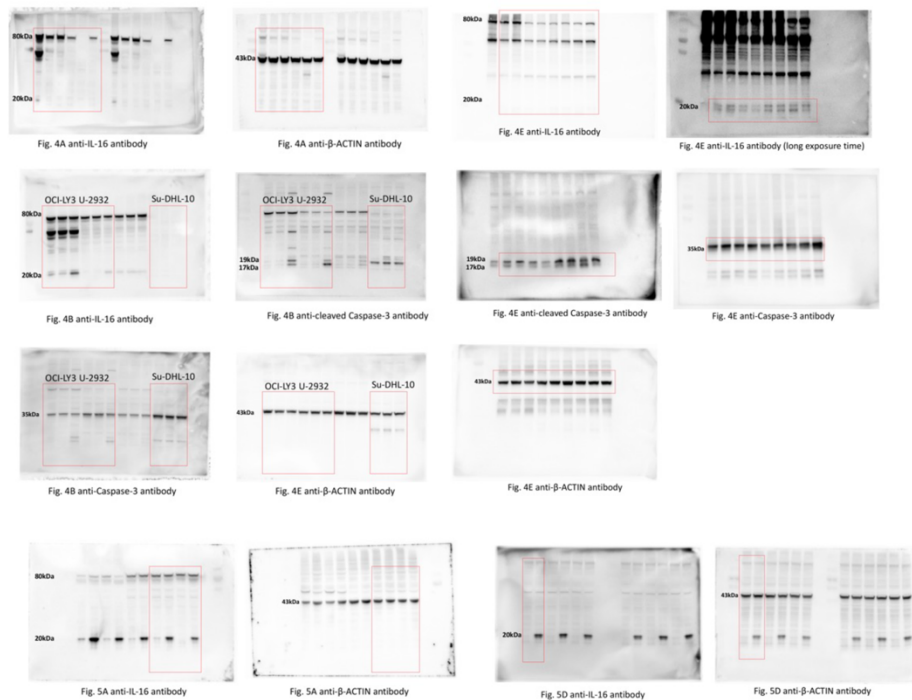 80kDa
20kDa
Fig. 4A anti-IL-16 antibody
43kDa
Fig. 4A anti-β-ACTIN antibody
80kDa
20kDa
Fig. 4E anti-IL-16 antibody
20kDa
Fig. 4E anti-IL-16 antibody (long exposure time)
OCI-LY3 U-2932 Su-DHL-10
80kDa
20kDa
Fig. 4B anti-IL-16 antibody
OCI-LY3 U-2932 Su-DHL-10
19kDa
17kDa
Fig. 4B anti-cleaved Caspase-3 antibody
19kDa
17kDa
Fig. 4E anti-cleaved Caspase-3 antibody
35kDa
Fig. 4E anti-Caspase-3 antibody
OCI-LY3 U-2932 Su-DHL-10
35kDa
Fig. 4B anti-Caspase-3 antibody
OCI-LY3 U-2932 Su-DHL-10
43kDa
Fig. 4E anti-β-ACTIN antibody
43kDa
Fig. 4E anti-β-ACTIN antibody
80kDa
20kDa
Fig. 5A anti-IL-16 antibody
43kDa
Fig. 5A anti-β-ACTIN antibody
20kDa
Fig. 5D anti-IL-16 antibody
43kDa
Fig. 5D anti-β-ACTIN antibody